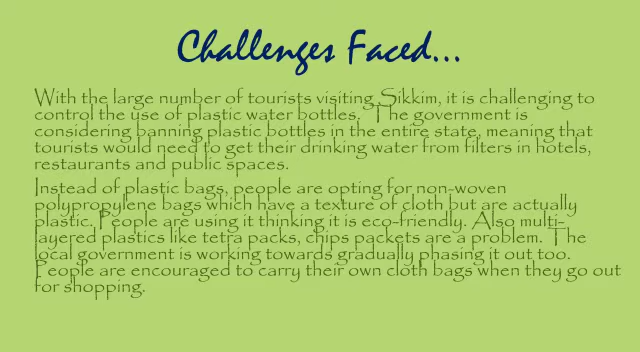 Challenges Faced...
With the large number of tourists visiting Sikkim, it is challenging to
control the use of plastic water bottles. The government is
considering banning plastic bottles in the entire state, meaning that
tourists would need to get their drinking water from filters in hotels,
restaurants and public spaces.
Instead of plastic bags, people are opting for non-woven
polypropylene bags which have a texture of cloth but are actually
plastic. People are using it thinking it is eco-friendly. Also multi-
layered plastics like tetra packs, chips packets are a problem. The
local government is working towards gradually phasing it out too.
People are encouraged to carry their own cloth bags when they go out
for shopping.